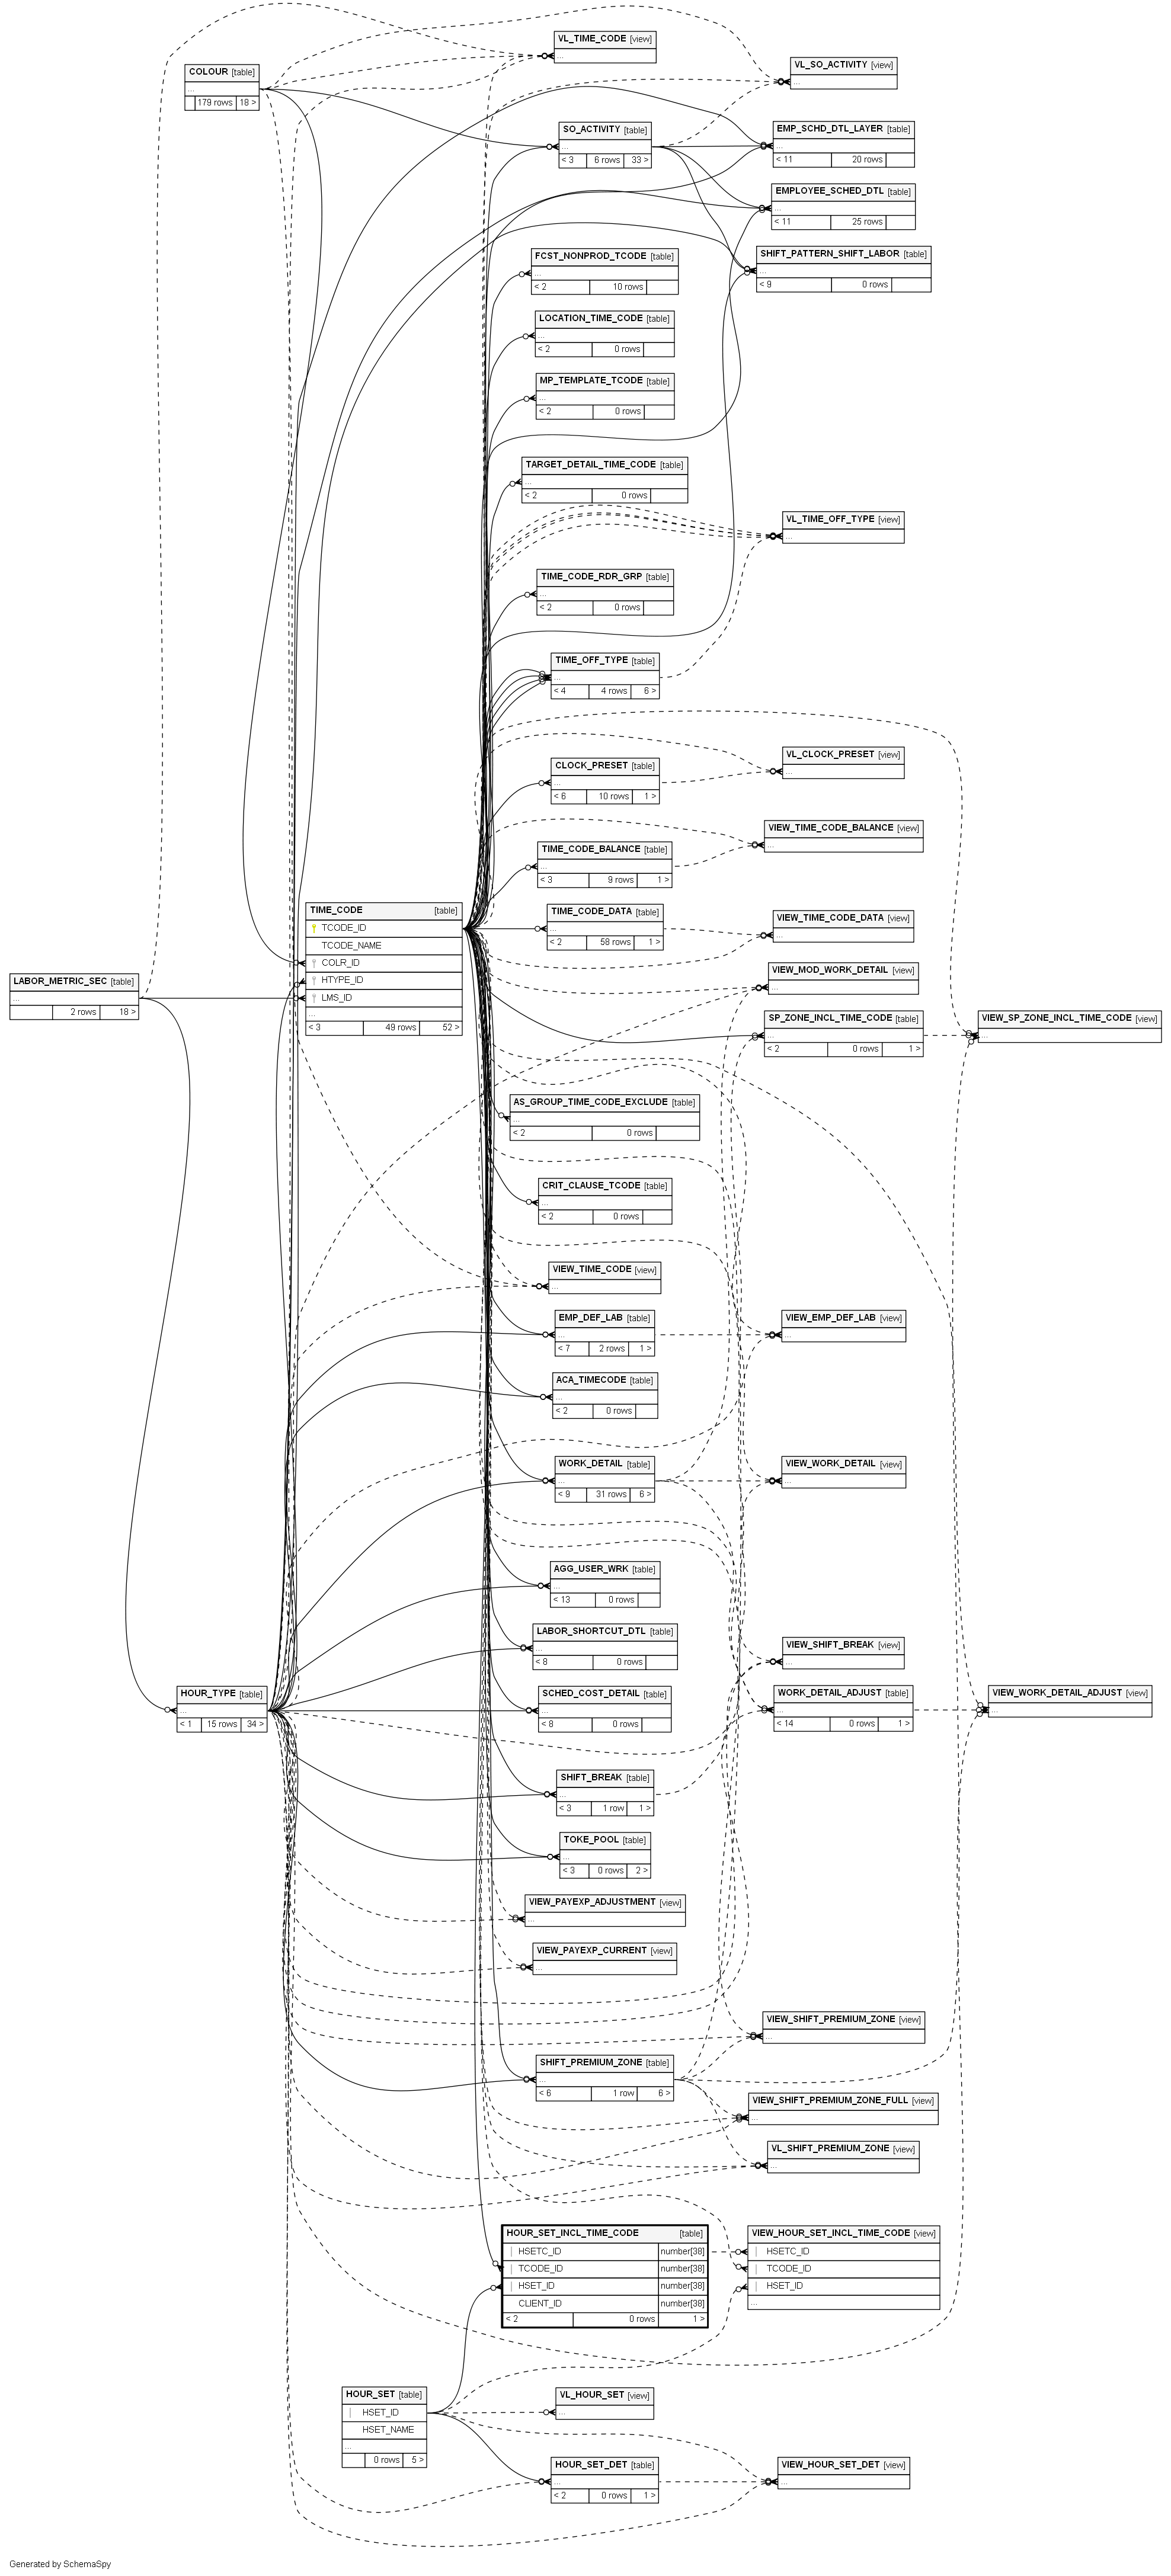 VL_TIME_CODE [view]
...
VL_SO_ACTIVITY [view]
...
COLOUR [table]
...
179 rows 18 >
SO_ACTIVITY [table]
...
< 3 6 rows 33 >
EMP_SCHD_DTL_LAYER [table]
...
< 11 20 rows
EMPLOYEE_SCHED_DTL [table]
...
< 11 25 rows
SHIFT_PATTERN_SHIFT_LABOR [table]
...
< 9 0 rows
FCST_NONPROD_TCODE [table]
...
< 2 10 rows
LOCATION_TIME_CODE [table]
...
< 2 0 rows
MP_TEMPLATE_TCODE [table]
...
< 2 0 rows
TARGET_DETAIL_TIME_CODE [table]
...
< 2 0 rows
VL_TIME_OFF_TYPE [view]
...
TIME_CODE_RDR_GRP [table]
...
< 2 0 rows
TIME_OFF_TYPE [table]
...
< 4 4 rows 6 >
VL_CLOCK_PRESET [view]
...
CLOCK_PRESET [table]
...
< 6 10 rows 1 >
VIEW_TIME_CODE_BALANCE [view]
...
TIME_CODE_BALANCE [table]
...
< 3 9 rows 1 >
TIME_CODE [table]
TCODE_ID
TCODE_NAME
COLR_ID
HTYPE_ID
LMS_ID
...
< 3 49 rows 52 >
TIME_CODE_DATA [table]
...
< 2 58 rows 1 >
VIEW_TIME_CODE_DATA [view]
...
VIEW_MOD_WORK_DETAIL [view]
...
LABOR_METRIC_SEC [table]
...
2 rows 18 >
SP_ZONE_INCL_TIME_CODE [table]
...
< 2 0 rows 1 >
VIEW_SP_ZONE_INCL_TIME_CODE [view]
...
AS_GROUP_TIME_CODE_EXCLUDE [table]
...
< 2 0 rows
CRIT_CLAUSE_TCODE [table]
...
< 2 0 rows
VIEW_TIME_CODE [view]
...
EMP_DEF_LAB [table]
...
< 7 2 rows 1 >
VIEW_EMP_DEF_LAB [view]
...
ACA_TIMECODE [table]
...
< 2 0 rows
WORK_DETAIL [table]
...
< 9 31 rows 6 >
VIEW_WORK_DETAIL [view]
...
AGG_USER_WRK [table]
...
< 13 0 rows
LABOR_SHORTCUT_DTL [table]
...
< 8 0 rows
VIEW_SHIFT_BREAK [view]
...
HOUR_TYPE [table]
...
< 1 15 rows 34 >
SCHED_COST_DETAIL [table]
...
< 8 0 rows
WORK_DETAIL_ADJUST [table]
...
< 14 0 rows 1 >
VIEW_WORK_DETAIL_ADJUST [view]
...
SHIFT_BREAK [table]
...
< 3 1 row 1 >
TOKE_POOL [table]
...
< 3 0 rows 2 >
VIEW_PAYEXP_ADJUSTMENT [view]
...
VIEW_PAYEXP_CURRENT [view]
...
VIEW_SHIFT_PREMIUM_ZONE [view]
...
SHIFT_PREMIUM_ZONE [table]
...
< 6 1 row 6 >
VIEW_SHIFT_PREMIUM_ZONE_FULL [view]
...
VL_SHIFT_PREMIUM_ZONE [view]
...
HOUR_SET_INCL_TIME_CODE [table]
HSETC_ID number[38]
TCODE_ID number[38]
HSET_ID number[38]
CLIENT_ID number[38]
< 2 0 rows 1 >
VIEW_HOUR_SET_INCL_TIME_CODE [view]
HSETC_ID
TCODE_ID
HSET_ID
...
HOUR_SET [table]
HSET_ID
HSET_NAME
...
0 rows 5 >
VL_HOUR_SET [view]
...
HOUR_SET_DET [table]
...
< 2 0 rows 1 >
VIEW_HOUR_SET_DET [view]
...
Generated by SchemaSpy